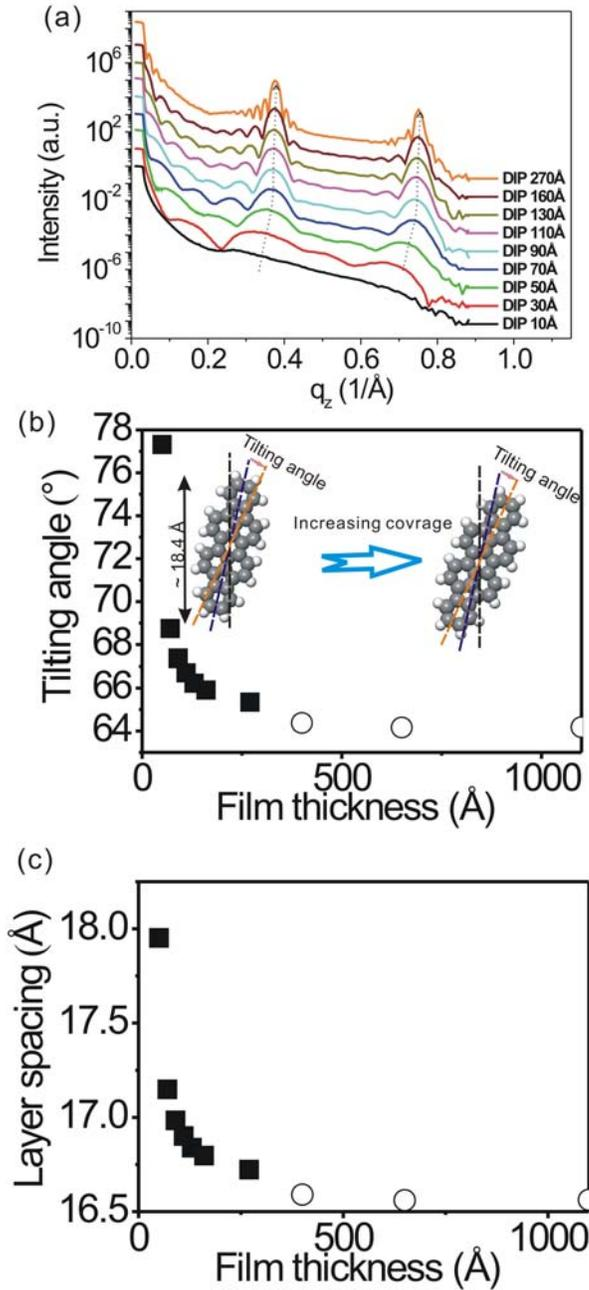 (a)
10⁶
10²
10⁻²
10⁻⁶
10⁻¹⁰
Intensity (a.u.)
DIP 270Å
DIP 160Å
DIP 130Å
DIP 110Å
DIP 90Å
DIP 70Å
DIP 50Å
DIP 30Å
DIP 10Å
0.0 0.2 0.4 0.6 0.8 1.0
q_z (1/Å)
(b)
78
76
74
72
70
68
66
64
Tilting angle (°)
Tilting angle
~ 18.4 Å
Increasing covrage
Tilting angle
0 500 1000
Film thickness (Å)
(c)
18.0
17.5
17.0
16.5
Layer spacing (Å)
0 500 1000
Film thickness (Å)